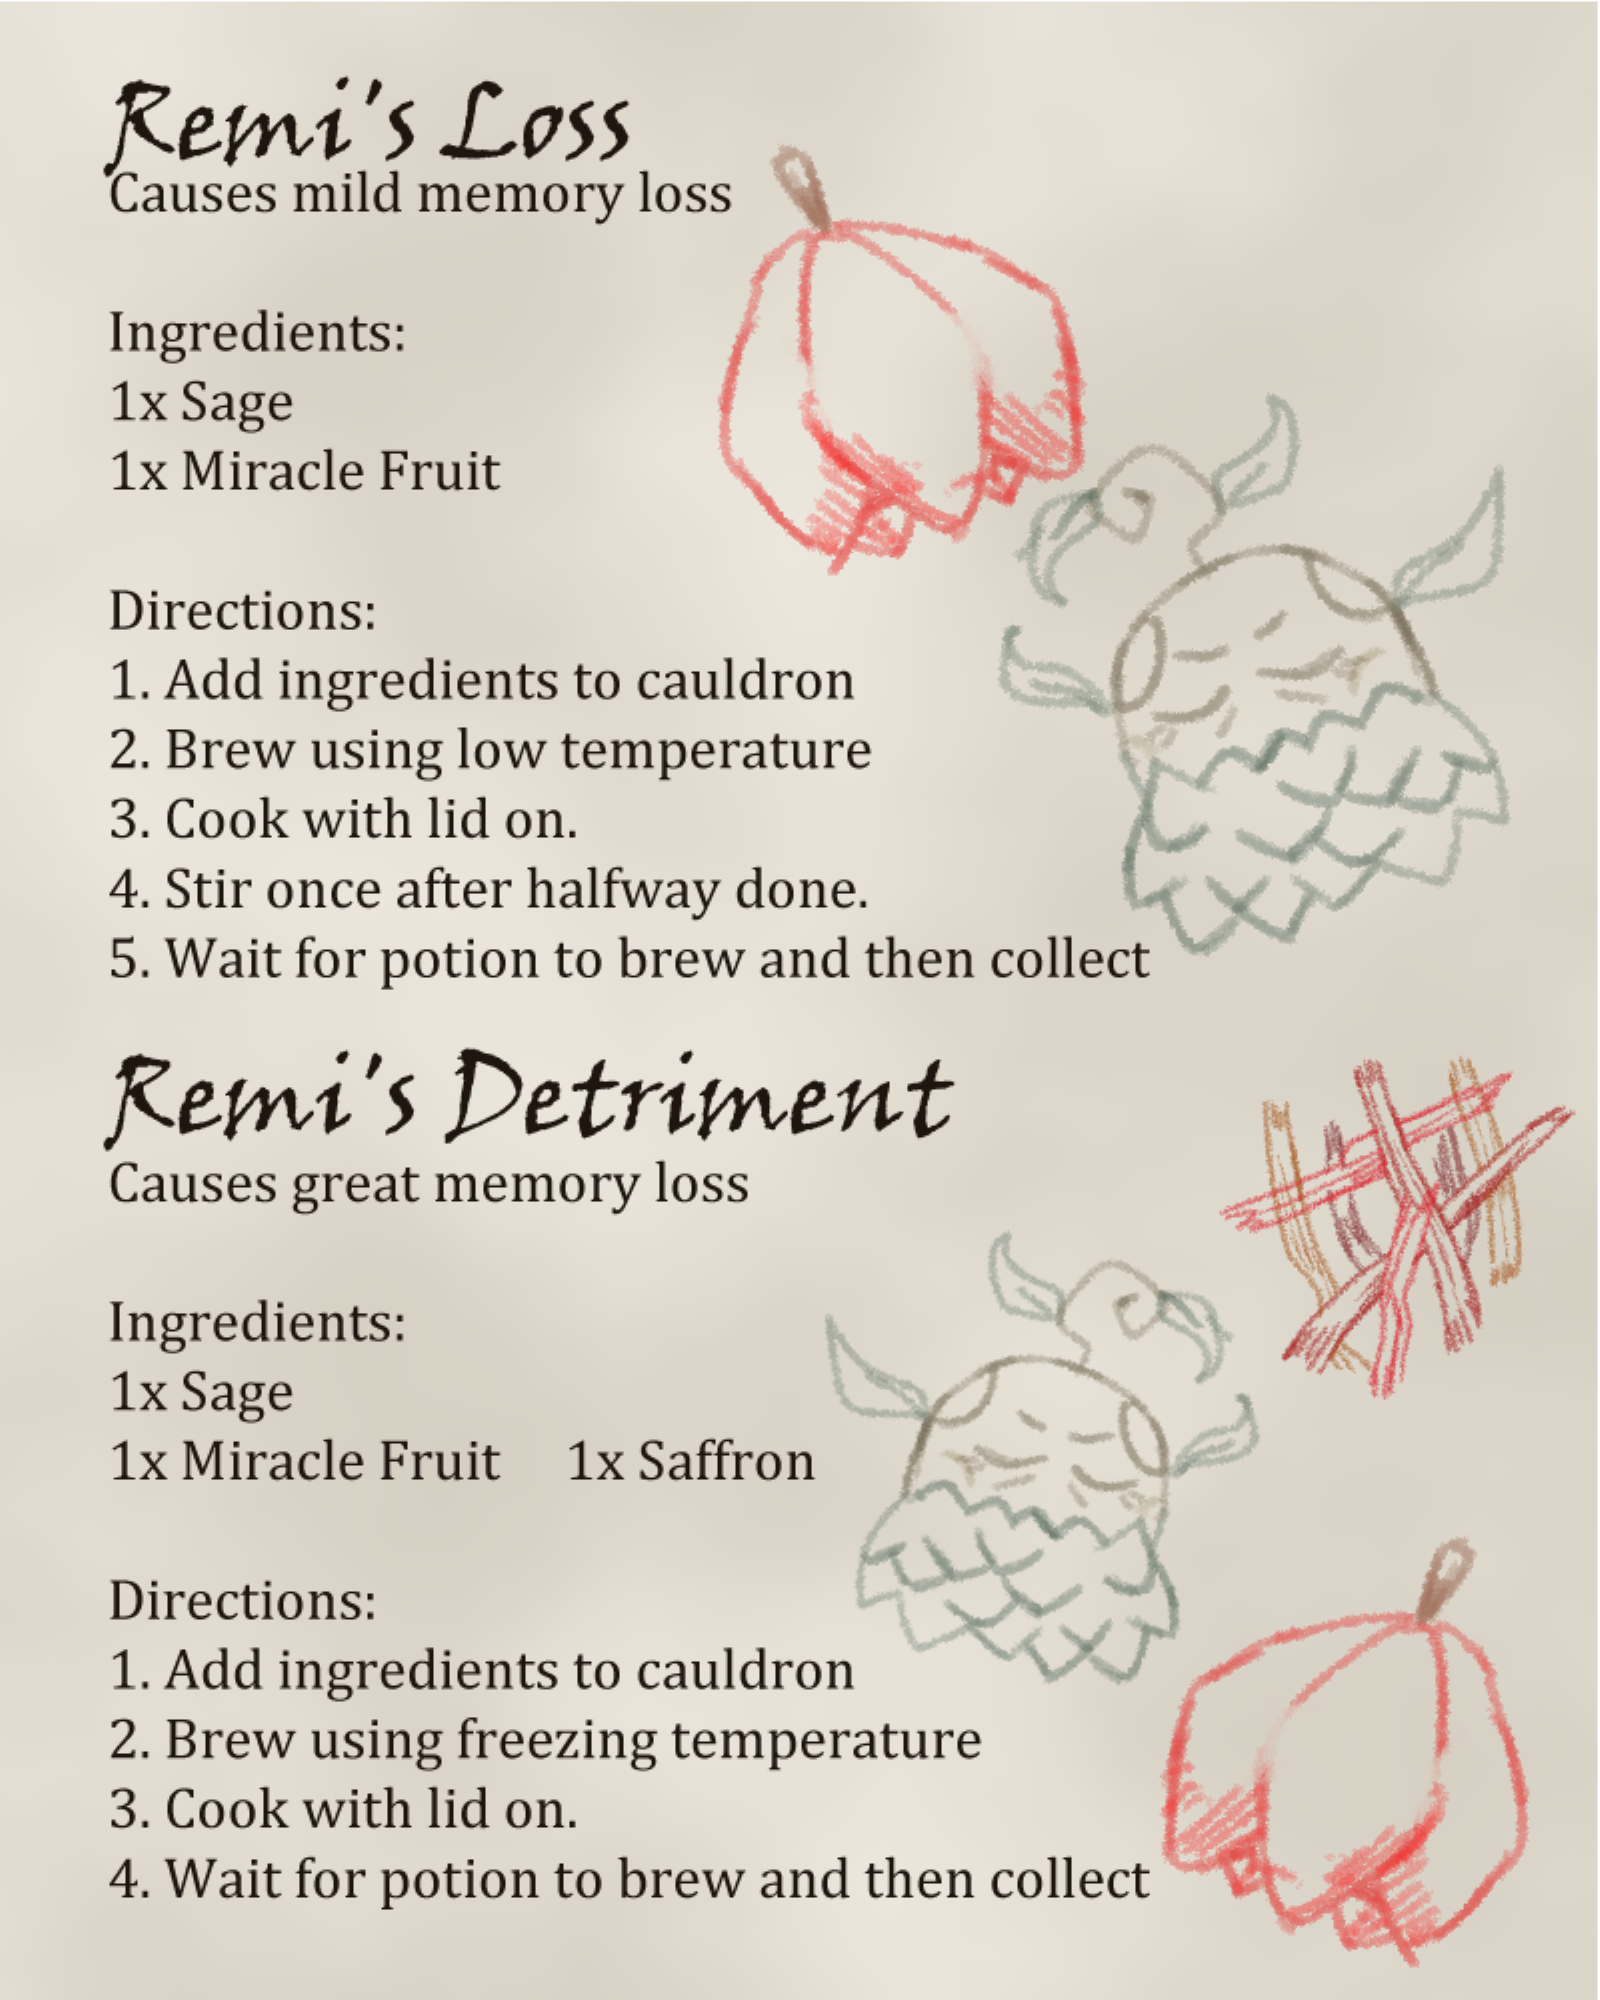 Remi's Loss
Causes mild memory loss
Ingredients:
1x Sage
1x Miracle Fruit
Directions:
1. Add ingredients to cauldron
2. Brew using low temperature
3. Cook with lid on.
4. Stir once after halfway done.
5. Wait for potion to brew and then collect
Remi's Detriment
Causes great memory loss
Ingredients:
1x Sage
1x Miracle Fruit 1x Saffron
Directions:
1. Add ingredients to cauldron
2. Brew using freezing temperature
3. Cook with lid on.
4. Wait for potion to brew and then collect